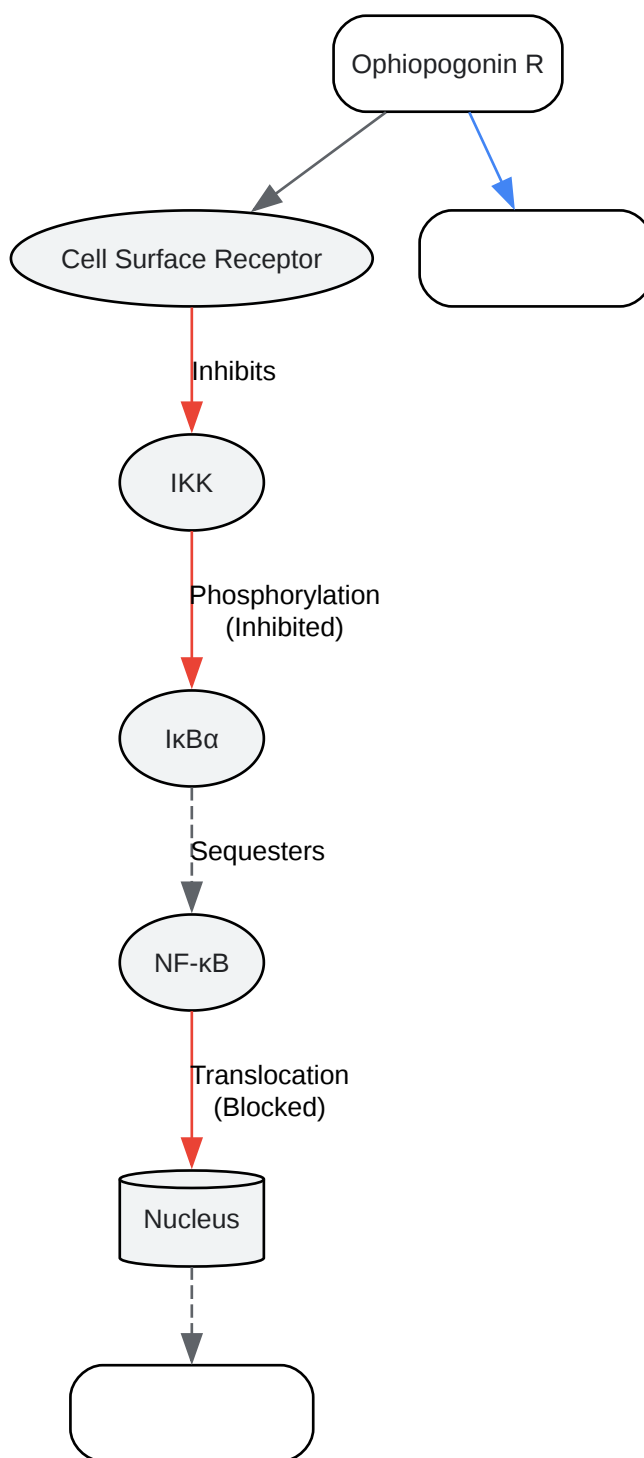 Ophiopogonin R
Cell Surface Receptor
Inhibits
IKK
Phosphorylation
(Inhibited)
IκBα
Sequesters
NF-κB
Translocation
(Blocked)
Nucleus